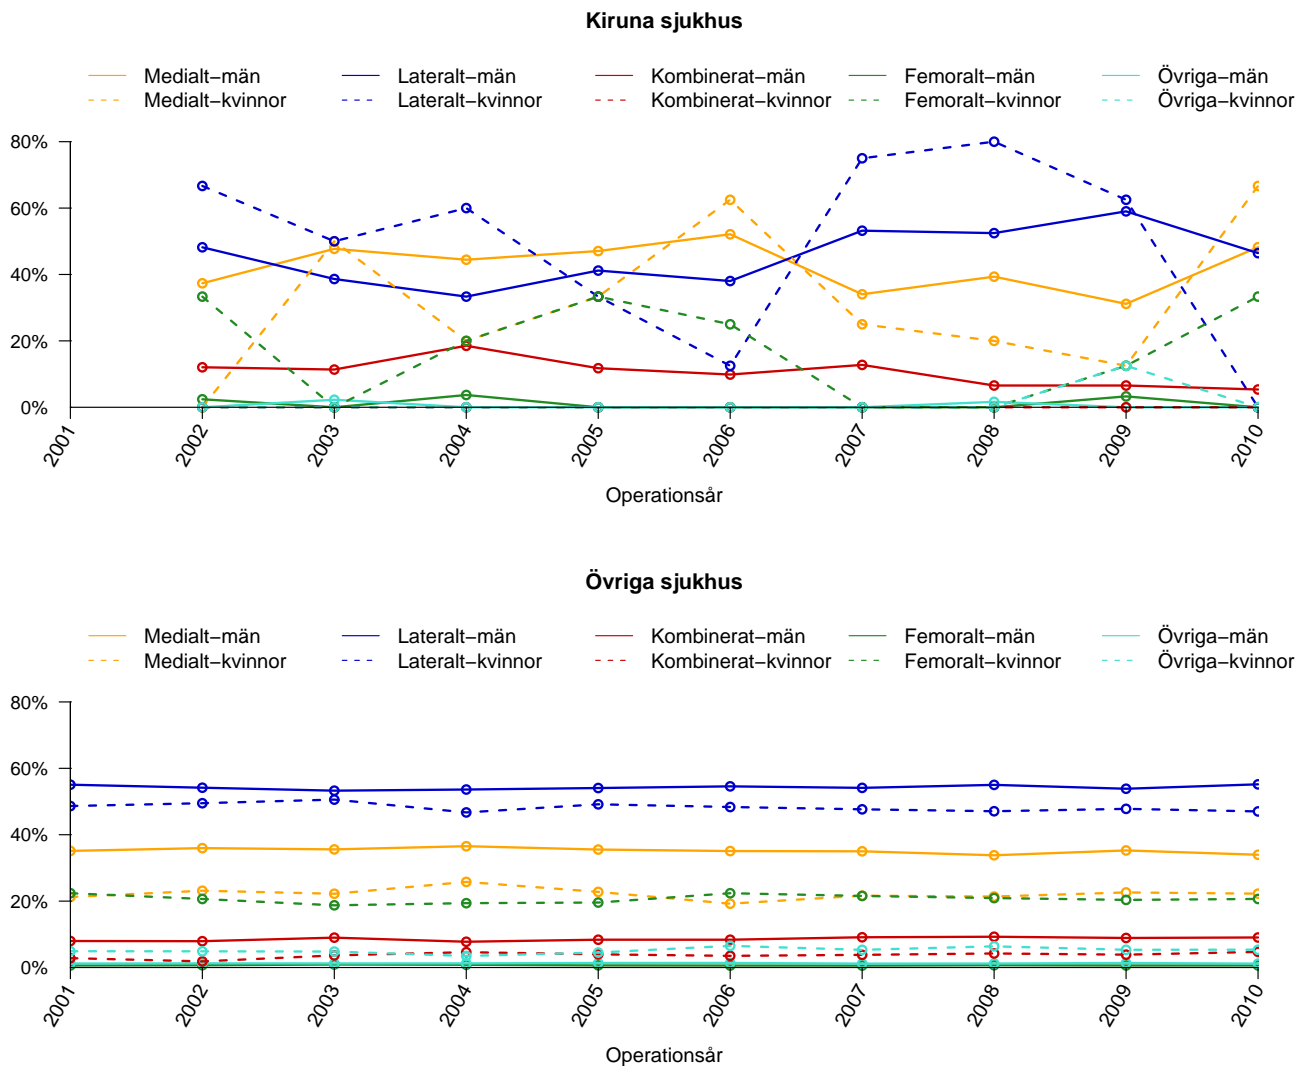 Kiruna sjukhus
Medialt−män Lateralt−män Kombinerat−män Femoralt−män Övriga−män
Medialt−kvinnor Lateralt−kvinnor Kombinerat−kvinnor Femoralt−kvinnor Övriga−kvinnor
80%
60%
40%
20%
0%
2001 2002 2003 2004 2005 2006 2007 2008 2009 2010
Operationsår
Övriga sjukhus
Medialt−män Lateralt−män Kombinerat−män Femoralt−män Övriga−män
Medialt−kvinnor Lateralt−kvinnor Kombinerat−kvinnor Femoralt−kvinnor Övriga−kvinnor
80%
60%
40%
20%
0%
2001 2002 2003 2004 2005 2006 2007 2008 2009 2010
Operationsår